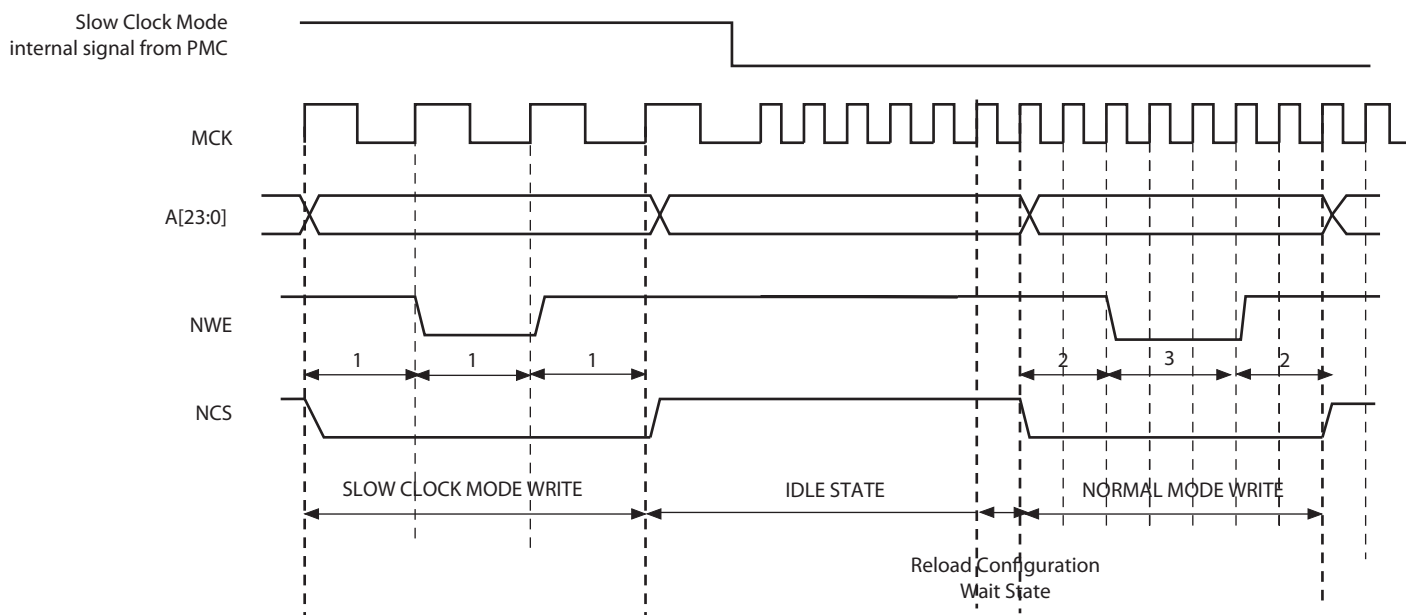 Slow Clock Mode
internal signal from PMC
MCK
A[23:0]
NWE
1 1 1 2 3 2
NCS
SLOW CLOCK MODE WRITE IDLE STATE NORMAL MODE WRITE
Reload Configuration
Wait State